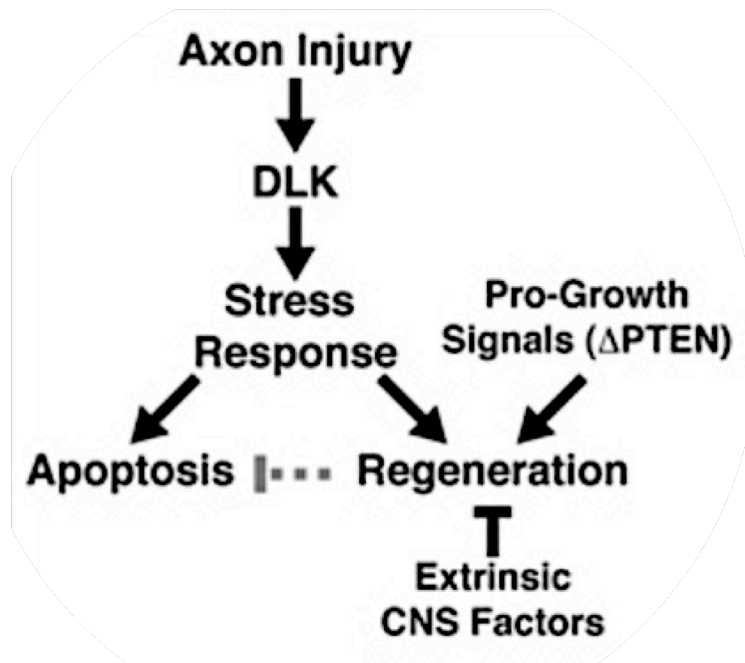 Axon Injury
DLK
Stress
Response
Pro-Growth
Signals (ΔPTEN)
Apoptosis
Regeneration
Extrinsic
CNS Factors